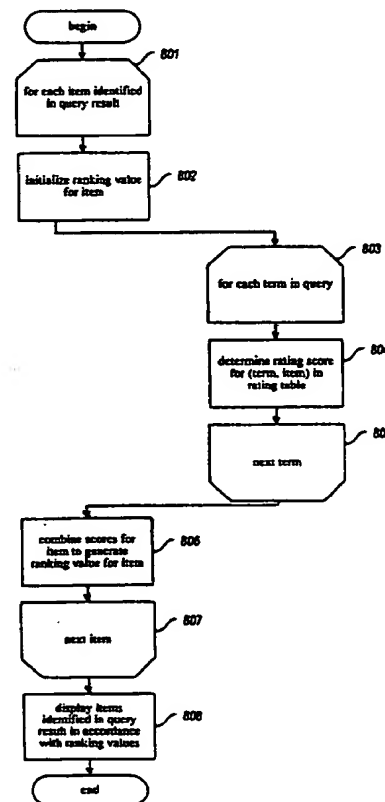 begin
801
for each item identified
in query result
initialize ranking value
for item
802
803
for each term in query
80
determine rating score
for (term, item) in
rating table
80
next term
combine scores for
item to generate
ranking value for item
806
next item
807
display items
identified in query
result in accordance
with ranking values
808
end